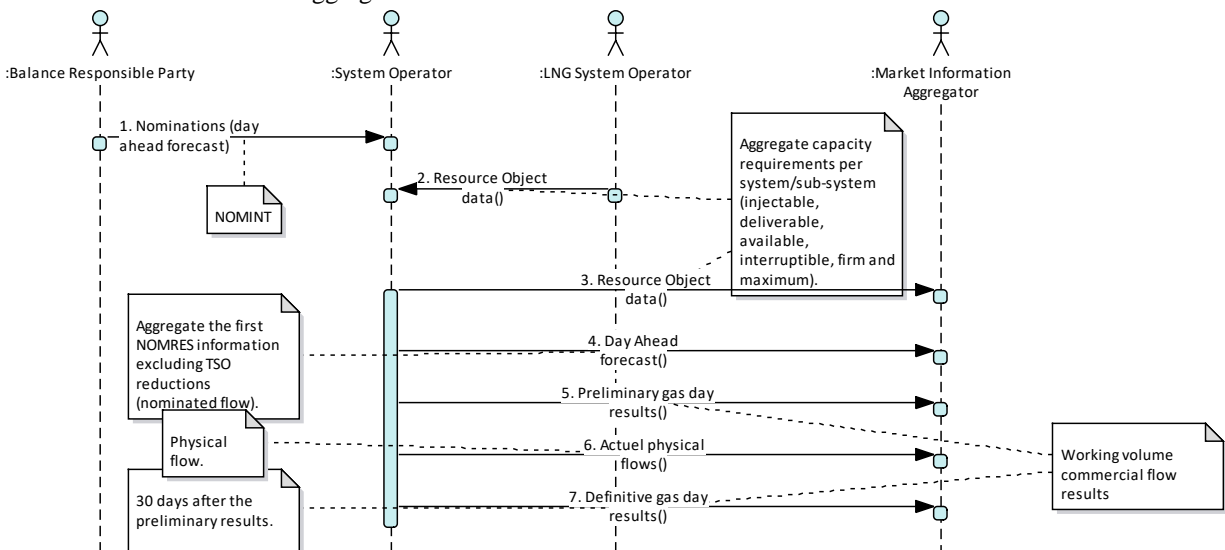 :Balance Responsible Party
:System Operator
:LNG System Operator
:Market Information
Aggregator
1. Nominations (day
ahead forecast)
NOMINT
2. Resource Object
data()
Aggregate capacity
requirements per
system/sub-system
(injectable,
deliverable,
available,
interruptible, firm and
maximum).
3. Resource Object
data()
Aggregate the first
NOMRES information
excluding TSO
reductions
(nominated flow).
4. Day Ahead
forecast()
5. Preliminary gas day
results()
Physical
flow.
6. Actuel physical
flows()
Working volume
commercial flow
results
30 days after the
preliminary results.
7. Definitive gas day
results()